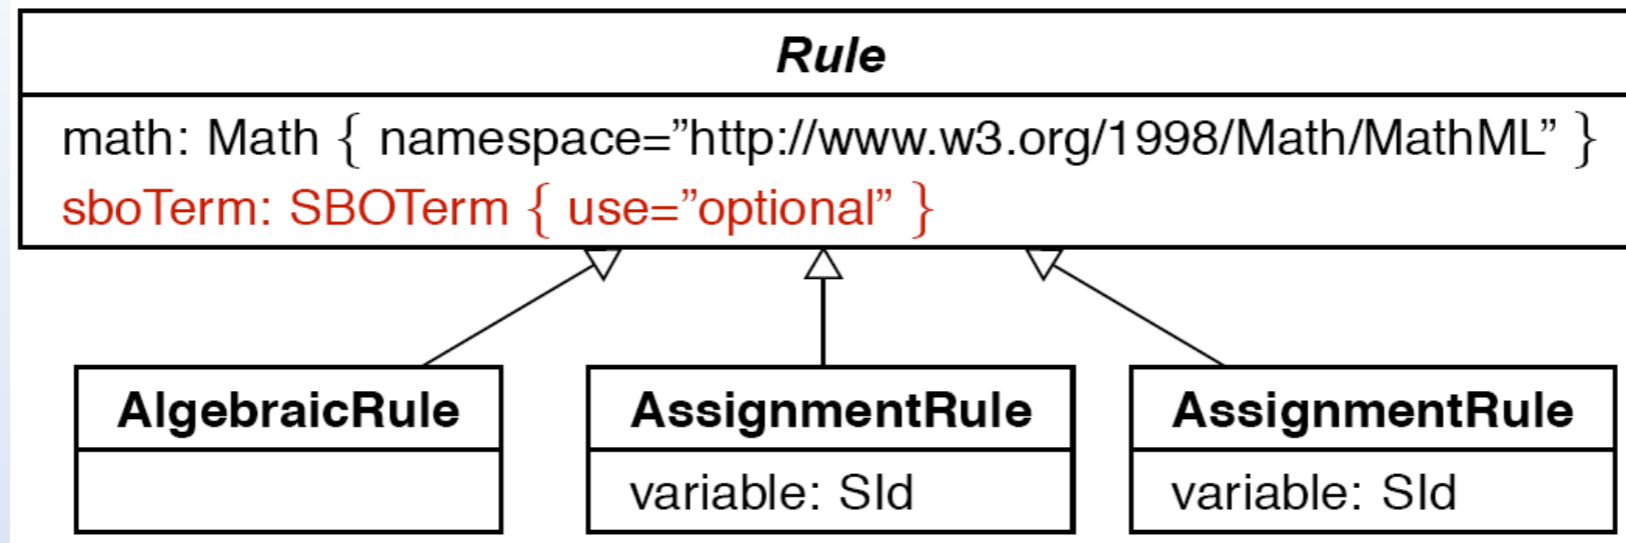 Rule
math: Math { namespace=”http://www.w3.org/1998/Math/MathML” }
sboTerm: SBOTerm { use=”optional” }
AlgebraicRule
AssignmentRule
variable: SId
AssignmentRule
variable: SId